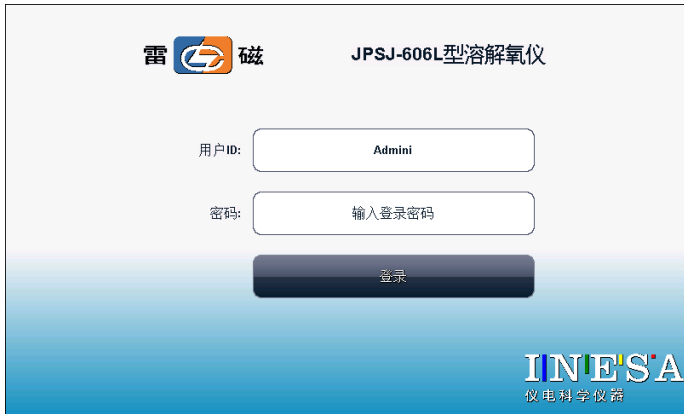 雷磁 JPSJ-606L型溶解氧仪
用户ID: Admini
密码: 输入登录密码
登录
INESA
仪电科学仪器